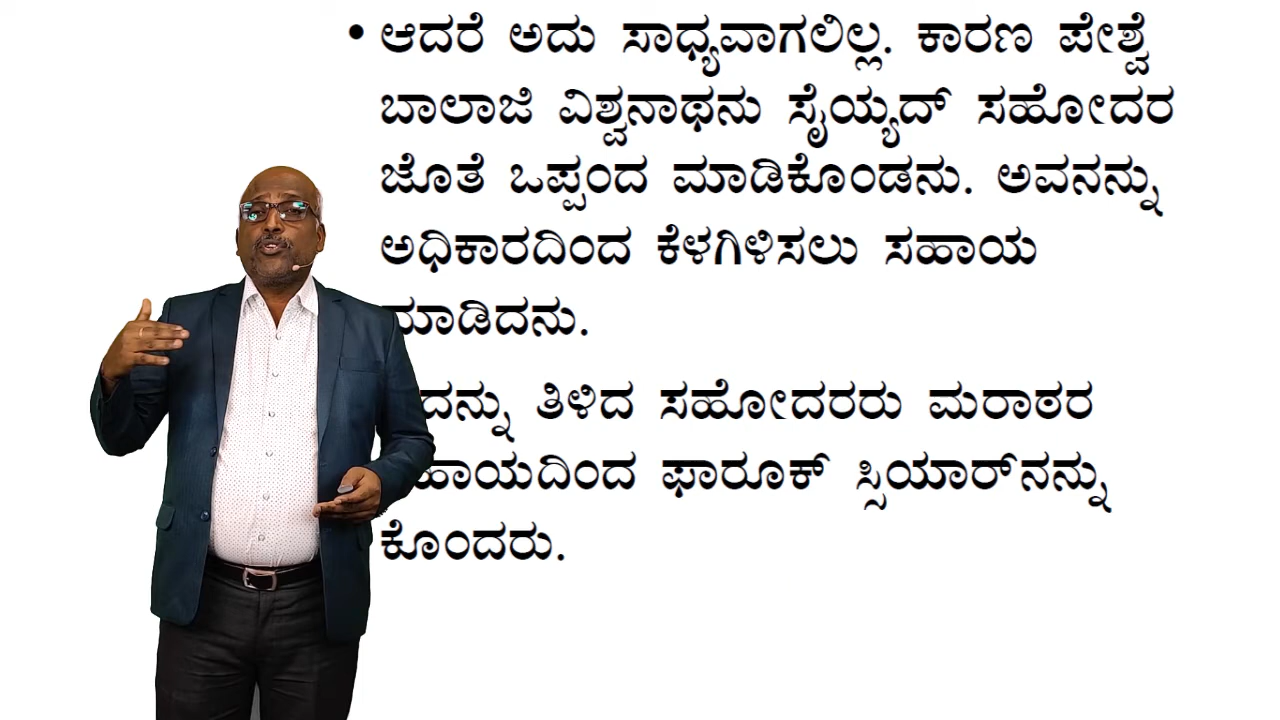 • ಆದರೆ ಅದು ಸಾಧ್ಯವಾಗಲಿಲ್ಲ. ಕಾರಣ ಪೇಶ್ವೆ
ಬಾಲಾಜಿ ವಿಶ್ವನಾಥನು ಸೈಯ್ಯದ್ ಸಹೋದರ
ಜೊತೆ ಒಪ್ಪಂದ ಮಾಡಿಕೊಂಡನು. ಅವನನ್ನು
ಅಧಿಕಾರದಿಂದ ಕೆಳಗಿಳಿಸಲು ಸಹಾಯ
ಮಾಡಿದನು.
ತಿಳಿದ ಸಹೋದರರು ಮರಾಠರ
ಫಾರೂಕ್ ಸ್ಸಿಯಾರ್‌ನನ್ನು
ಕೊಂದರು.